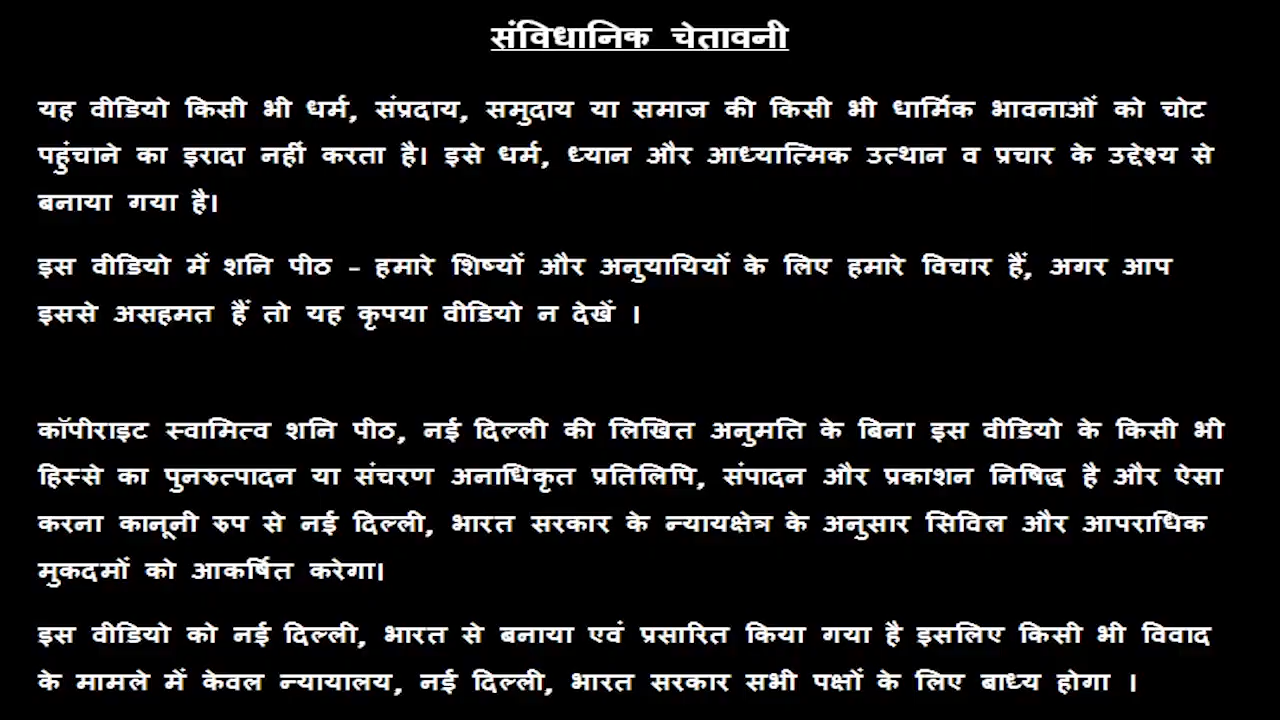 संविधानिक चेतावनी
यह वीडियो किसी भी धर्म, संप्रदाय, समुदाय या समाज की किसी भी धार्मिक भावनाओं को चोट
पहुंचाने का इरादा नहीं करता है। इसे धर्म, ध्यान और आध्यात्मिक उत्थान व प्रचार के उद्देश्य से
बनाया गया है।
इस वीडियो में शनि पीठ – हमारे शिष्यों और अनुयायियों के लिए हमारे विचार हैं, अगर आप
इससे असहमत हैं तो यह कृपया वीडियो न देखें ।
कॉपीराइट स्वामित्व शनि पीठ, नई दिल्ली की लिखित अनुमति के बिना इस वीडियो के किसी भी
हिस्से का पुनरुत्पादन या संचरण अनाधिकृत प्रतिलिपि, संपादन और प्रकाशन निषिद्ध है और ऐसा
करना कानूनी रुप से नई दिल्ली, भारत सरकार के न्यायक्षेत्र के अनुसार सिविल और आपराधिक
मुकदमों को आकर्षित करेगा।
इस वीडियो को नई दिल्ली, भारत से बनाया एवं प्रसारित किया गया है इसलिए किसी भी विवाद
के मामले में केवल न्यायालय, नई दिल्ली, भारत सरकार सभी पक्षों के लिए बाध्य होगा ।